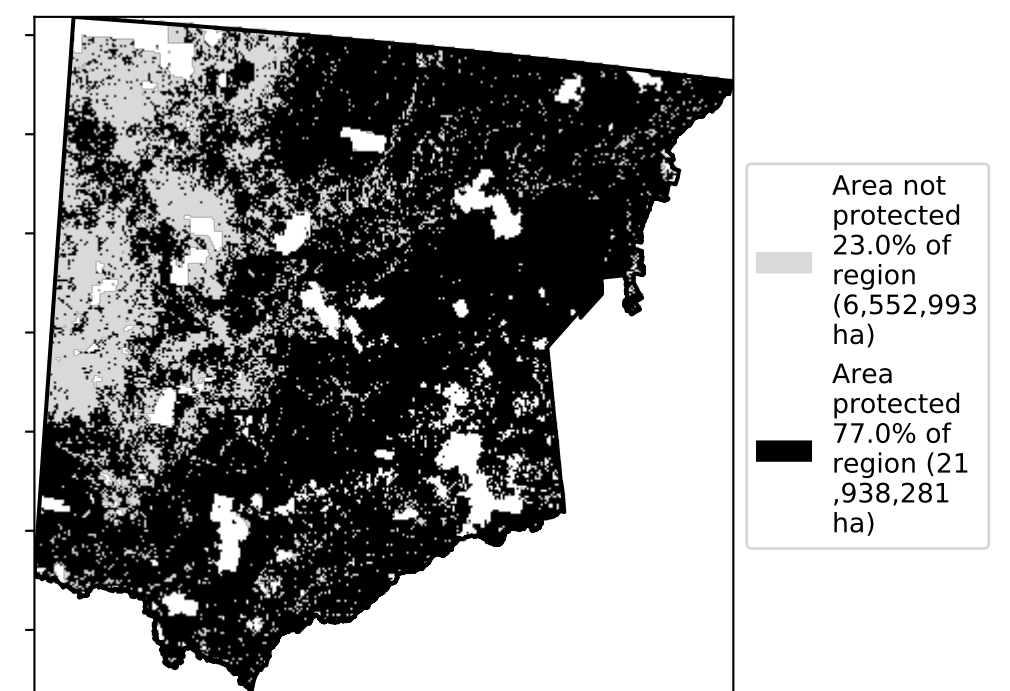 Area not
protected
23.0% of
region
(6,552,993
ha)
Area
protected
77.0% of
region (21
,938,281
ha)